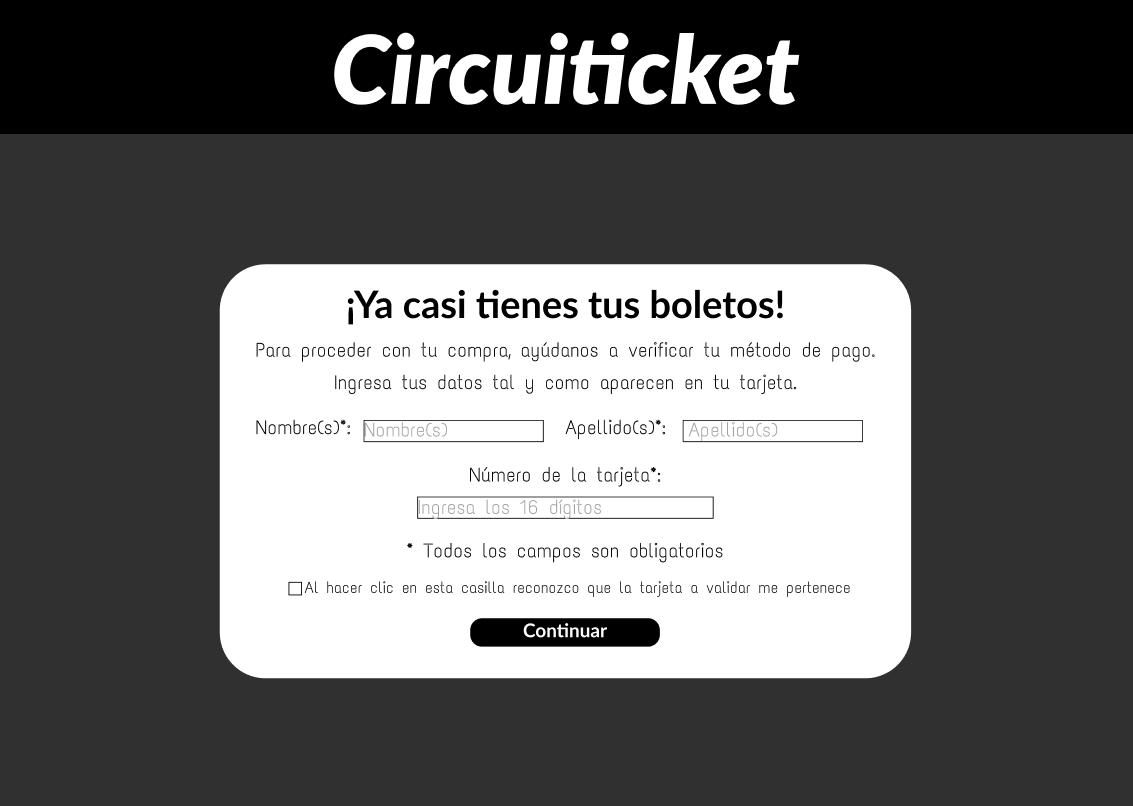 Circuiticket
¡Ya casi tienes tus boletos!
Para proceder con tu compra, ayúdanos a verificar tu método de pago.
Ingresa tus datos tal y como aparecen en tu tarjeta.
Nombre(s)*: Nombre(s) Apellido(s)*: Apellido(s)
Número de la tarjeta*:
Ingresa los 16 dígitos
* Todos los campos son obligatorios
Al hacer clic en esta casilla reconozco que la tarjeta a validar me pertenece
Continuar